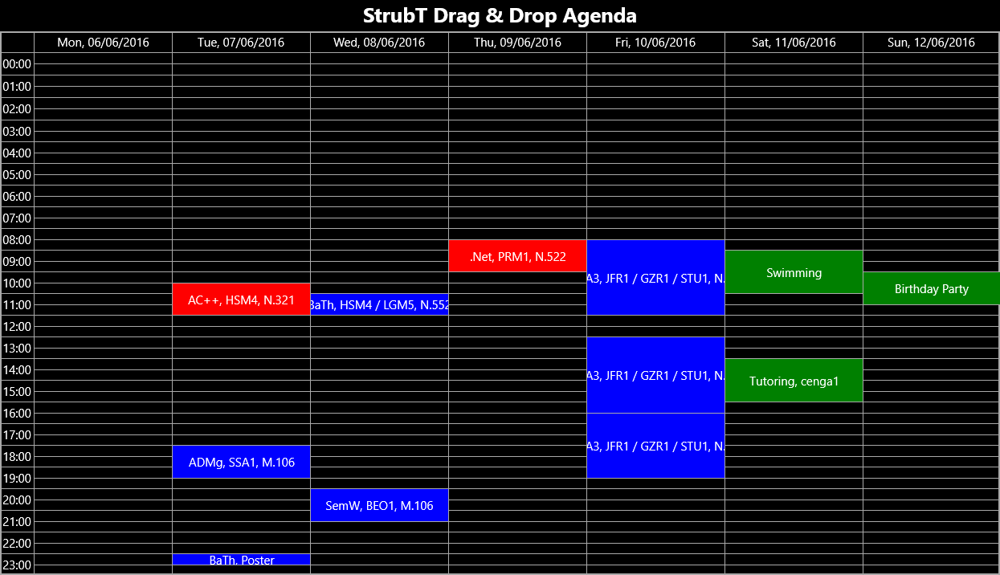 StrubT Drag & Drop Agenda
Mon, 06/06/2016 Tue, 07/06/2016 Wed, 08/06/2016 Thu, 09/06/2016 Fri, 10/06/2016 Sat, 11/06/2016 Sun, 12/06/2016
00:00
01:00
02:00
03:00
04:00
05:00
06:00
07:00
08:00
09:00 .Net, PRM1, N.522
A3, JFR1 / GZR1 / STU1, N.
Swimming
10:00 Birthday Party
11:00 AC++, HSM4, N.321 BaTh, HSM4 / LGM5, N.552
12:00
13:00
14:00 A3, JFR1 / GZR1 / STU1, N.
Tutoring, cenga1
15:00
16:00
17:00
A3, JFR1 / GZR1 / STU1, N.
18:00 ADMg, SSA1, M.106
19:00
20:00 SemW, BEO1, M.106
21:00
22:00
23:00 BaTh, Poster